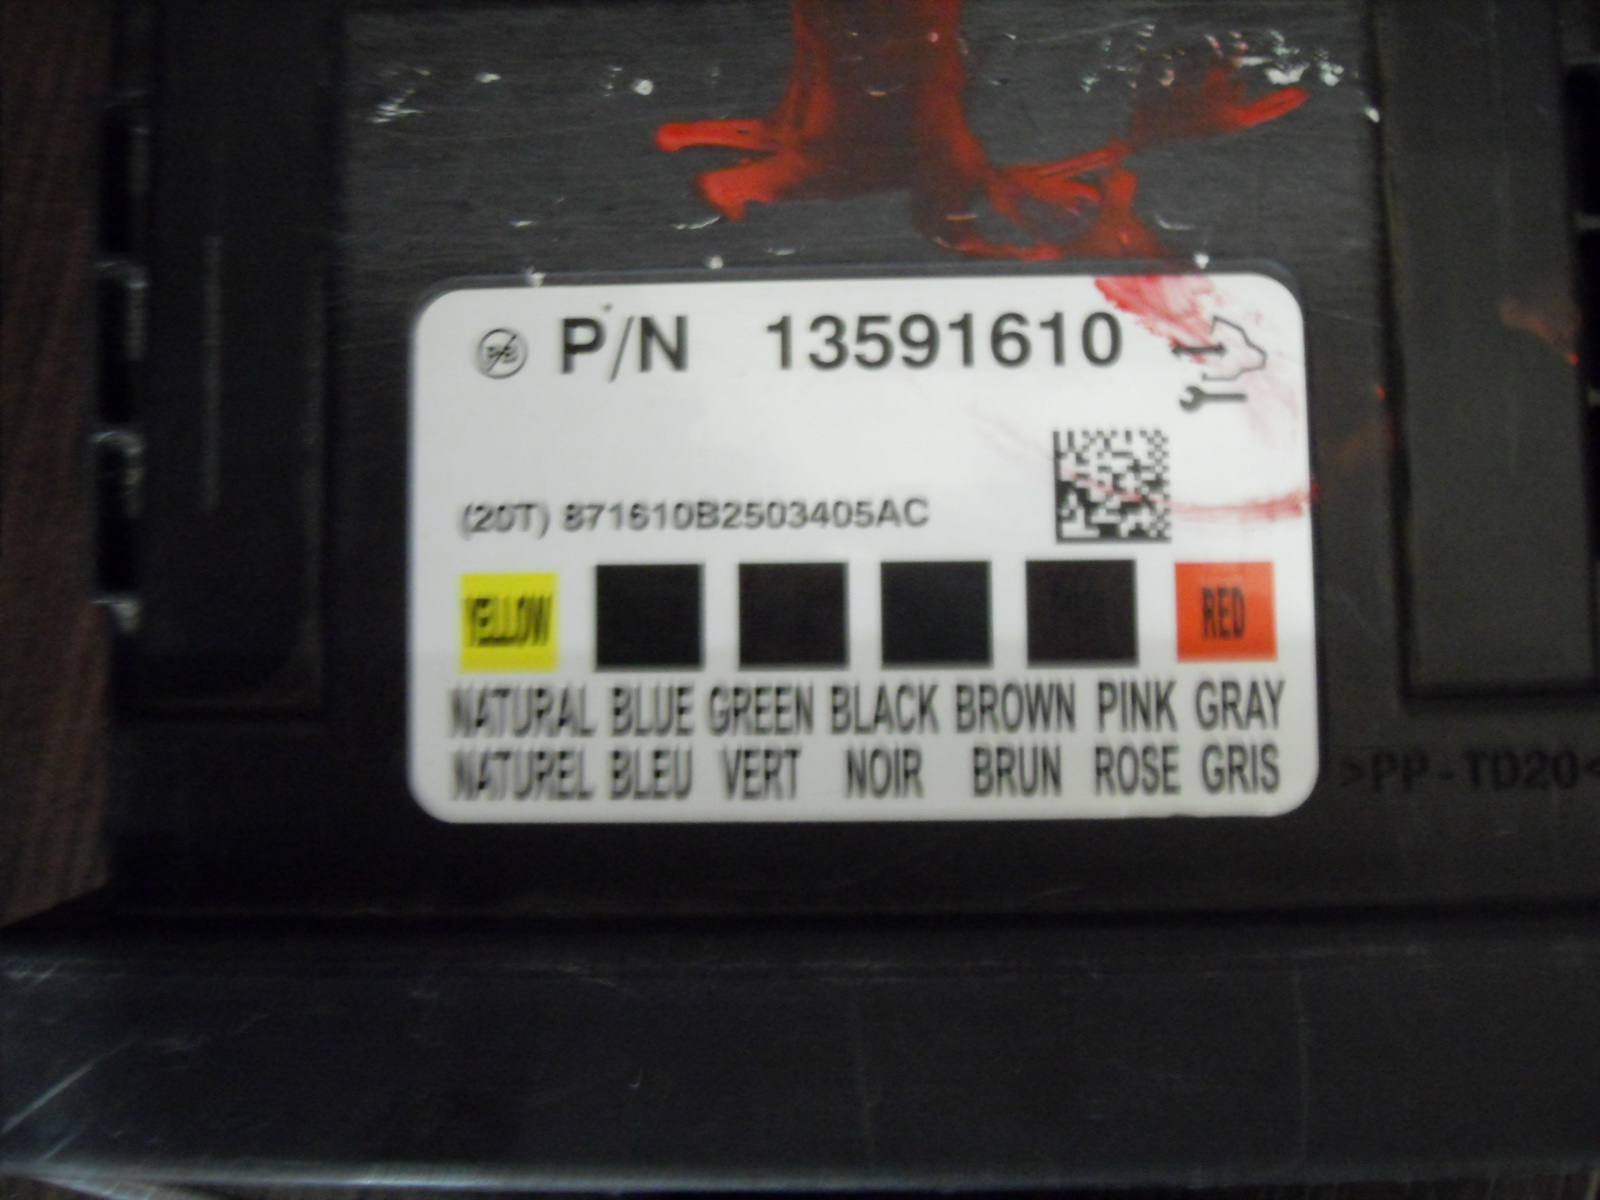 P/N 13591610
(20T) 871610B2503405AC
YELLOW RED
NATURAL BLUE GREEN BLACK BROWN PINK GRAY
NATUREL BLEU VERT NOIR BRUN ROSE GRIS
>PP-TD20<